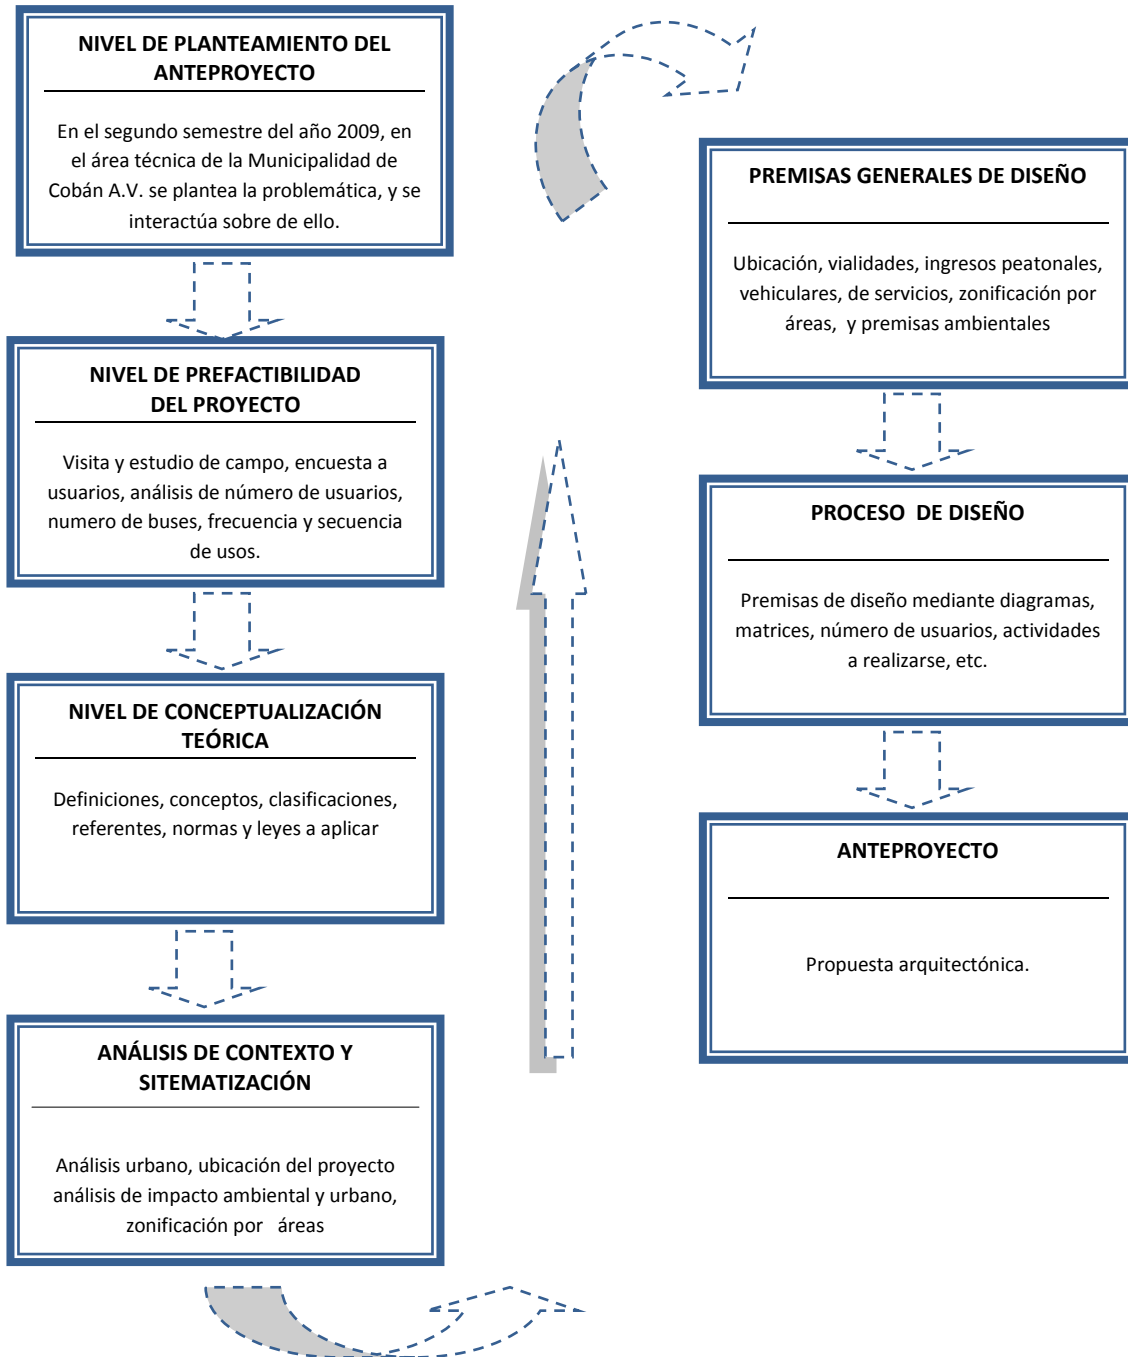 NIVEL DE PLANTEAMIENTO DEL
ANTEPROYECTO
En el segundo semestre del año 2009, en
el área técnica de la Municipalidad de
Cobán A.V. se plantea la problemática, y se
interactúa sobre de ello.
NIVEL DE PREFACTIBILIDAD
DEL PROYECTO
Visita y estudio de campo, encuesta a
usuarios, análisis de número de usuarios,
numero de buses, frecuencia y secuencia
de usos.
NIVEL DE CONCEPTUALIZACIÓN
TEÓRICA
Definiciones, conceptos, clasificaciones,
referentes, normas y leyes a aplicar
ANÁLISIS DE CONTEXTO Y
SITEMATIZACIÓN
Análisis urbano, ubicación del proyecto
análisis de impacto ambiental y urbano,
zonificación por áreas
PREMISAS GENERALES DE DISEÑO
Ubicación, vialidades, ingresos peatonales,
vehiculares, de servicios, zonificación por
áreas, y premisas ambientales
PROCESO DE DISEÑO
Premisas de diseño mediante diagramas,
matrices, número de usuarios, actividades
a realizarse, etc.
ANTEPROYECTO
Propuesta arquitectónica.